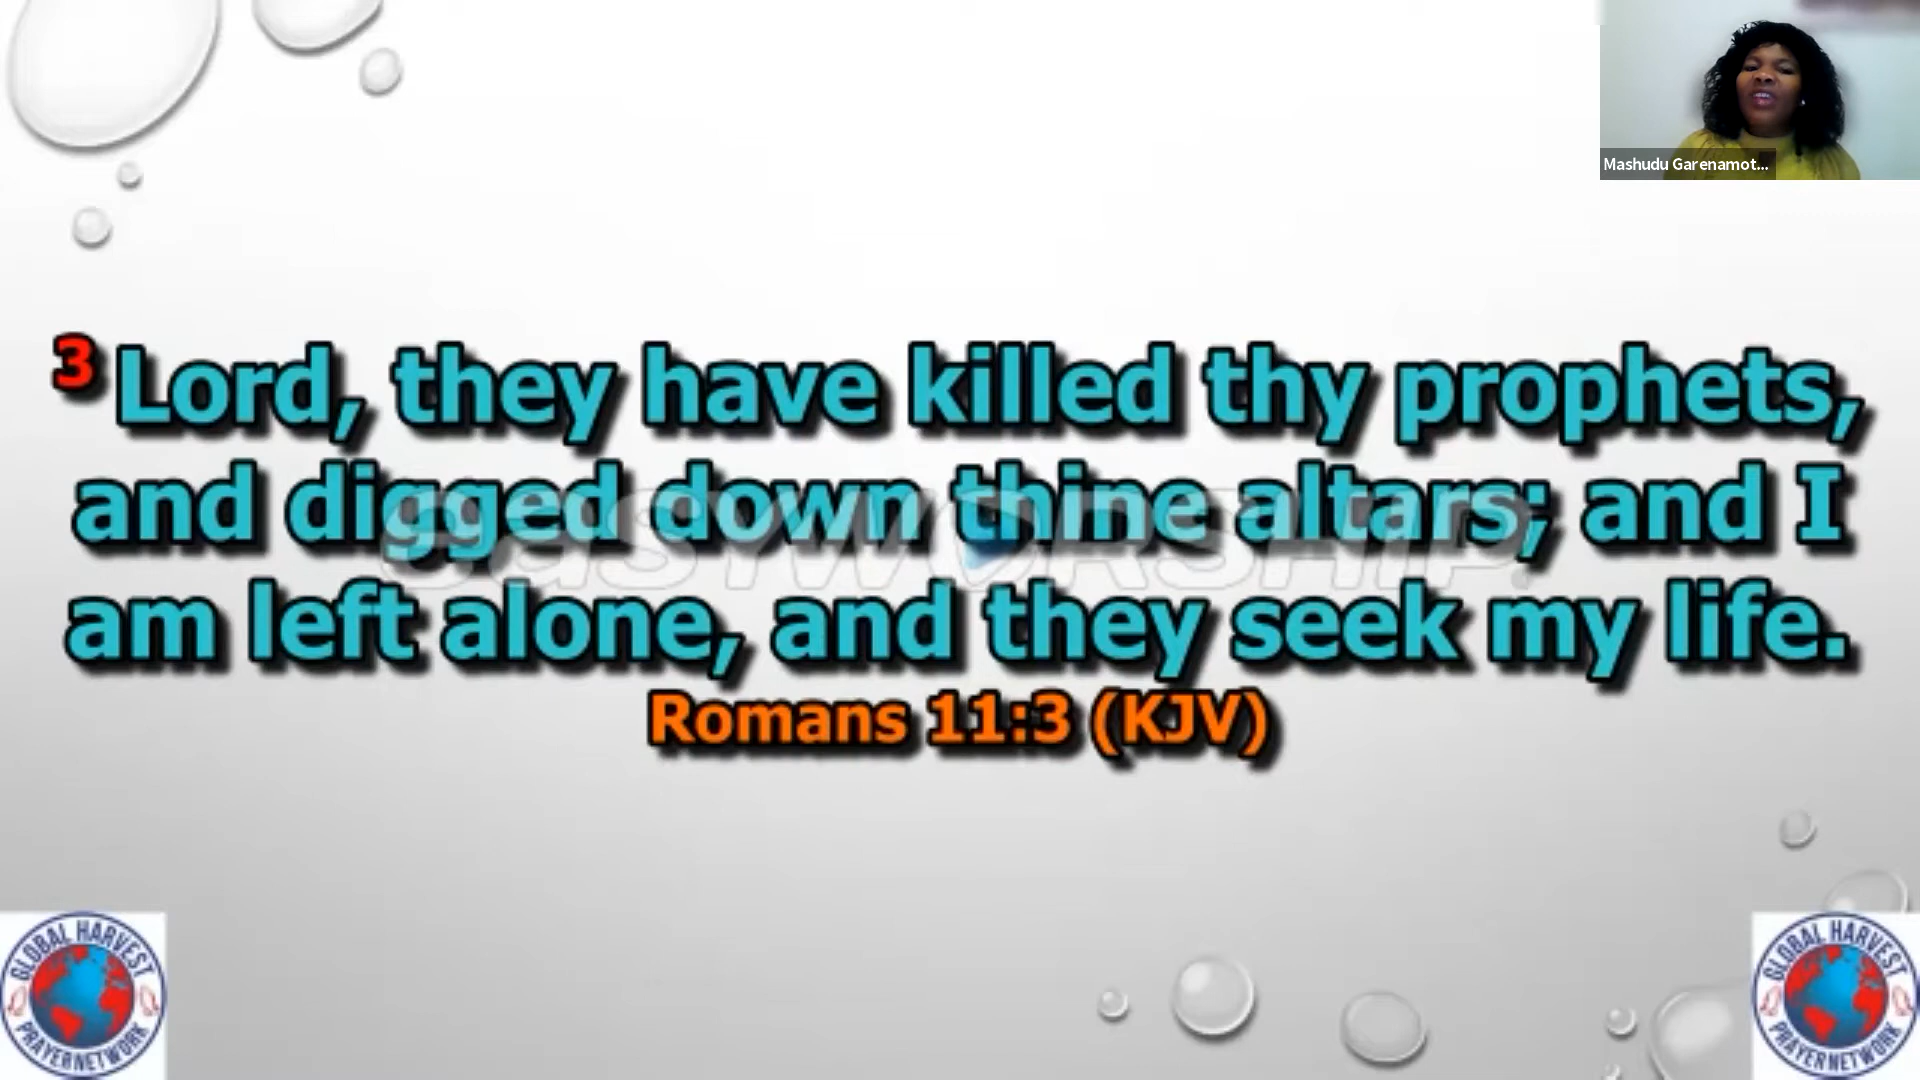 Mashudu Garenamot...
3 Lord, they have killed thy prophets,
and digged down thine altars; and I
am left alone, and they seek my life.
Romans 11:3 (KJV)
easyworship
GLOBAL HARVEST
PRAYERNETWORK
GLOBAL HARVEST
PRAYERNETWORK